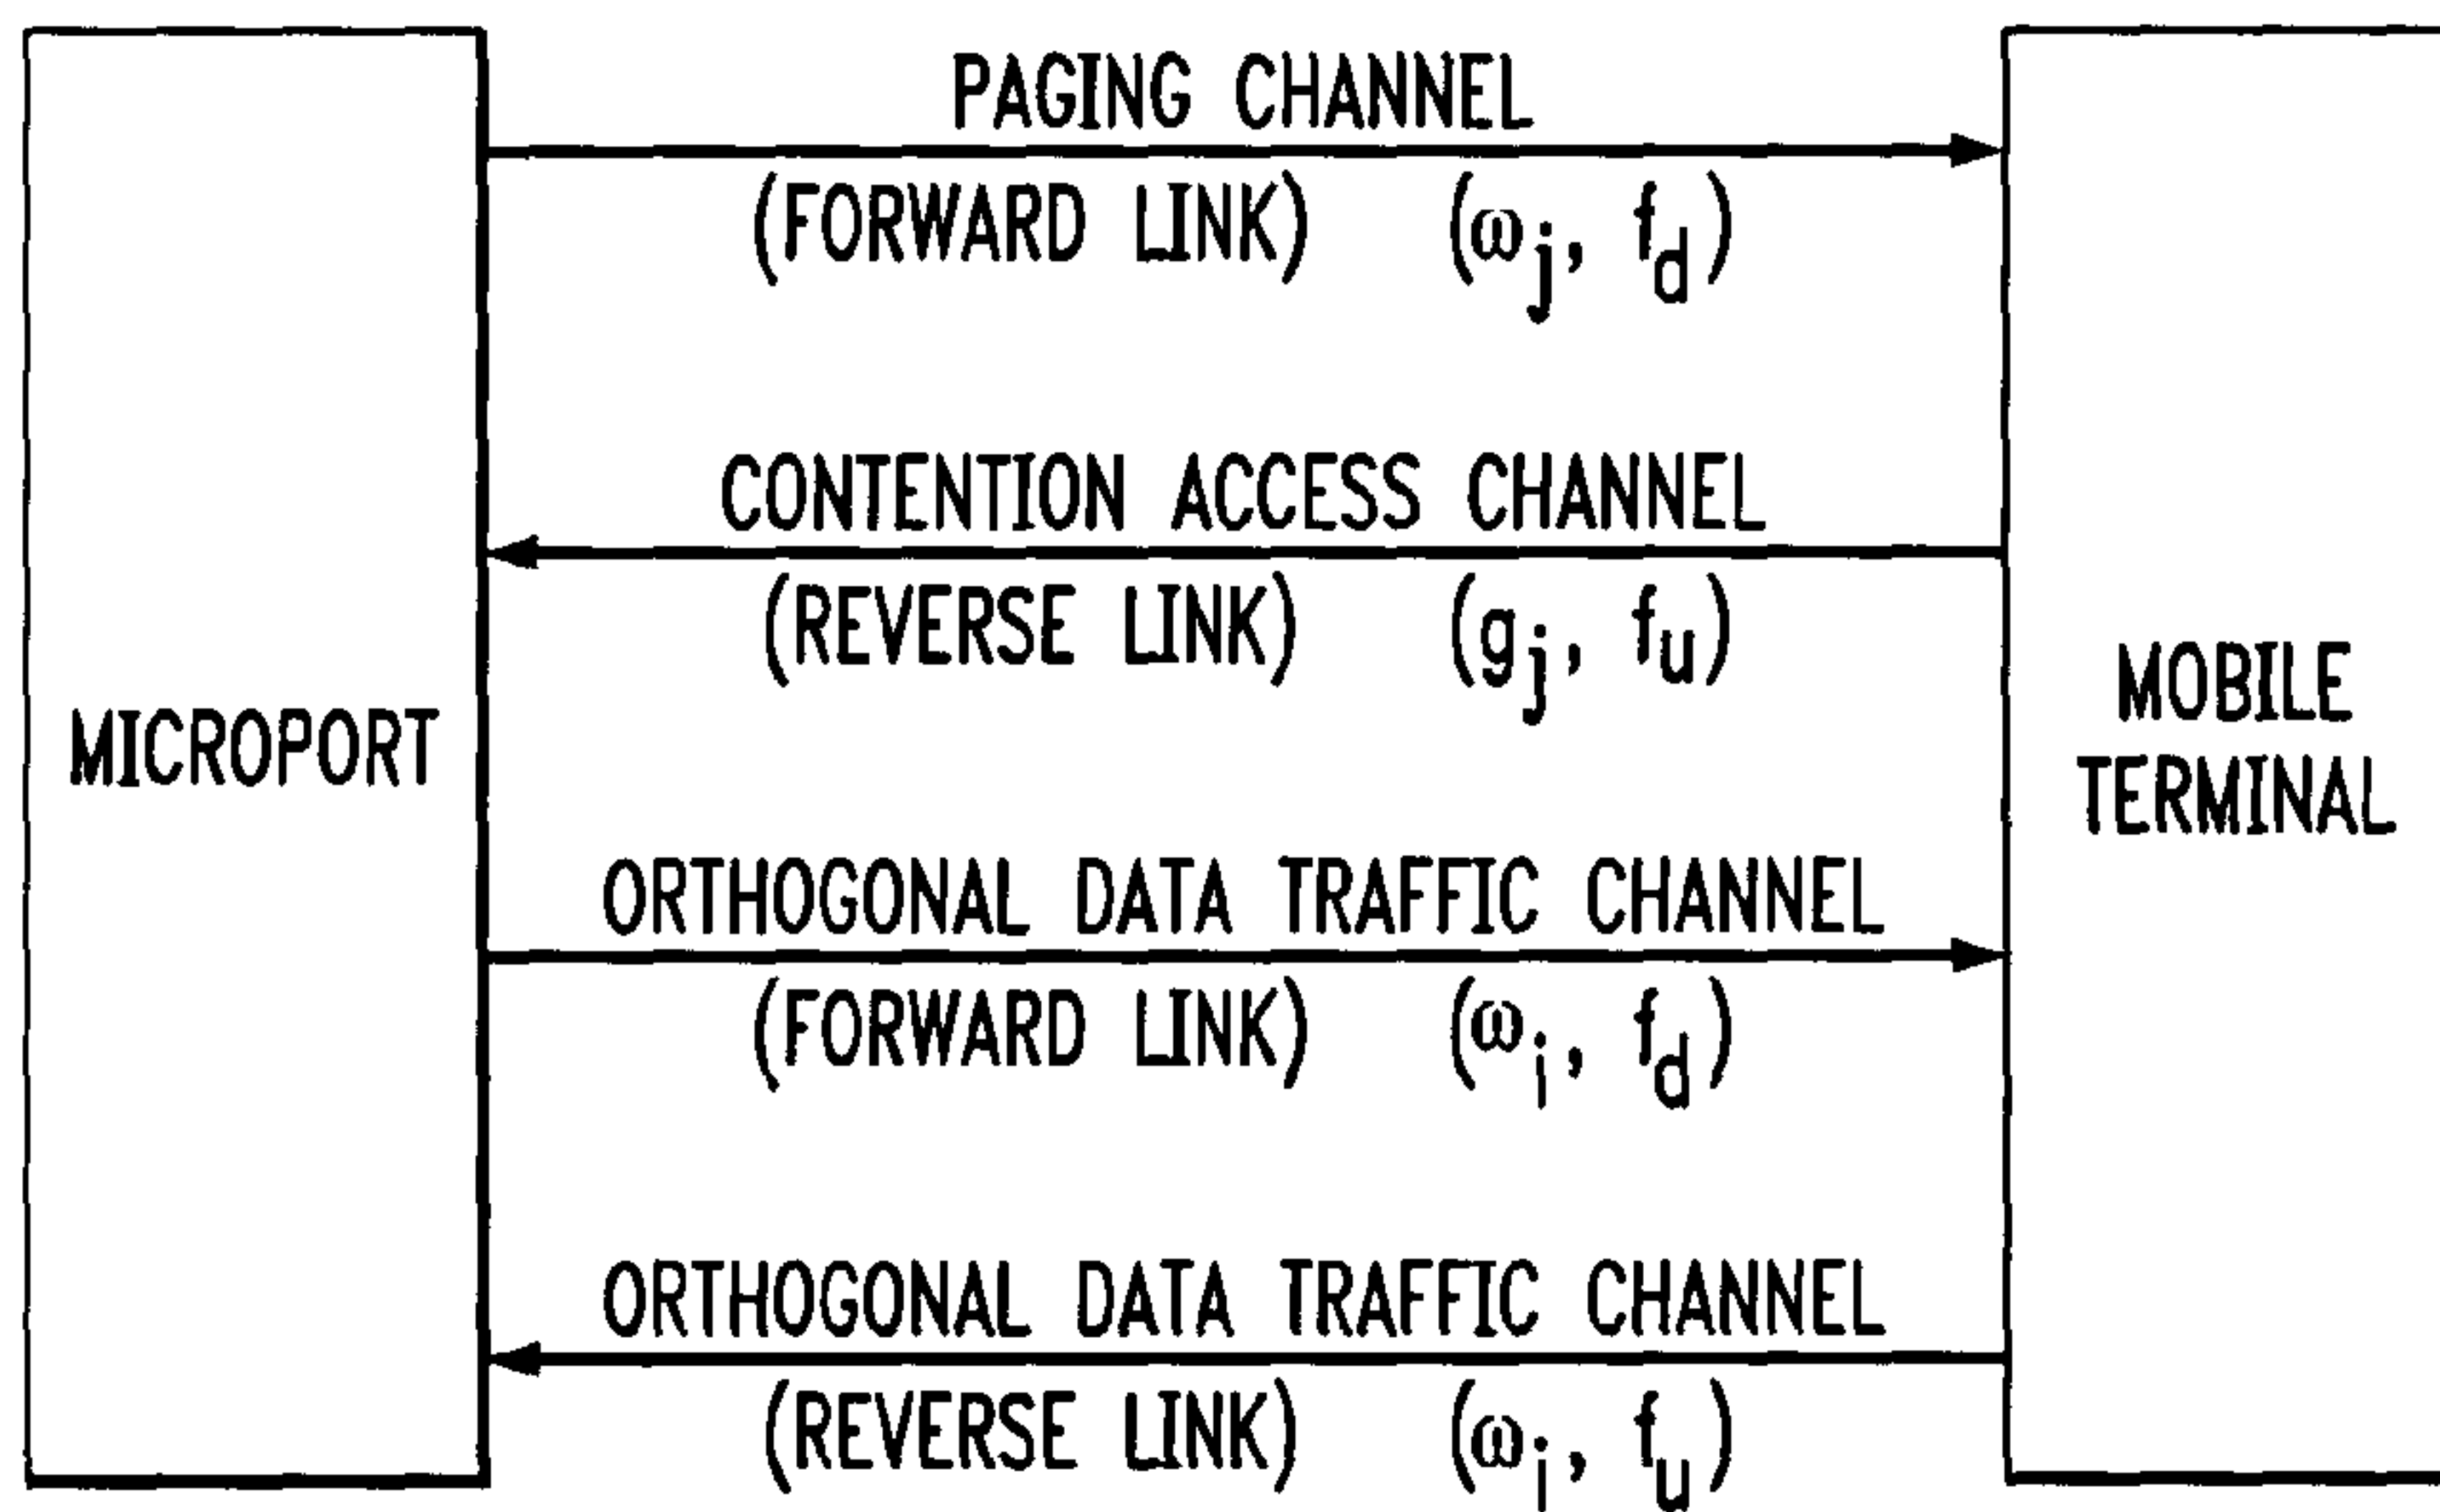 PAGING CHANNEL
(FORWARD LINK) (ωj, fd)
CONTENTION ACCESS CHANNEL
(REVERSE LINK) (gj, fu)
MICROPORT
MOBILE
TERMINAL
ORTHOGONAL DATA TRAFFIC CHANNEL
(FORWARD LINK) (ωi, fd)
ORTHOGONAL DATA TRAFFIC CHANNEL
(REVERSE LINK) (ωi, fu)